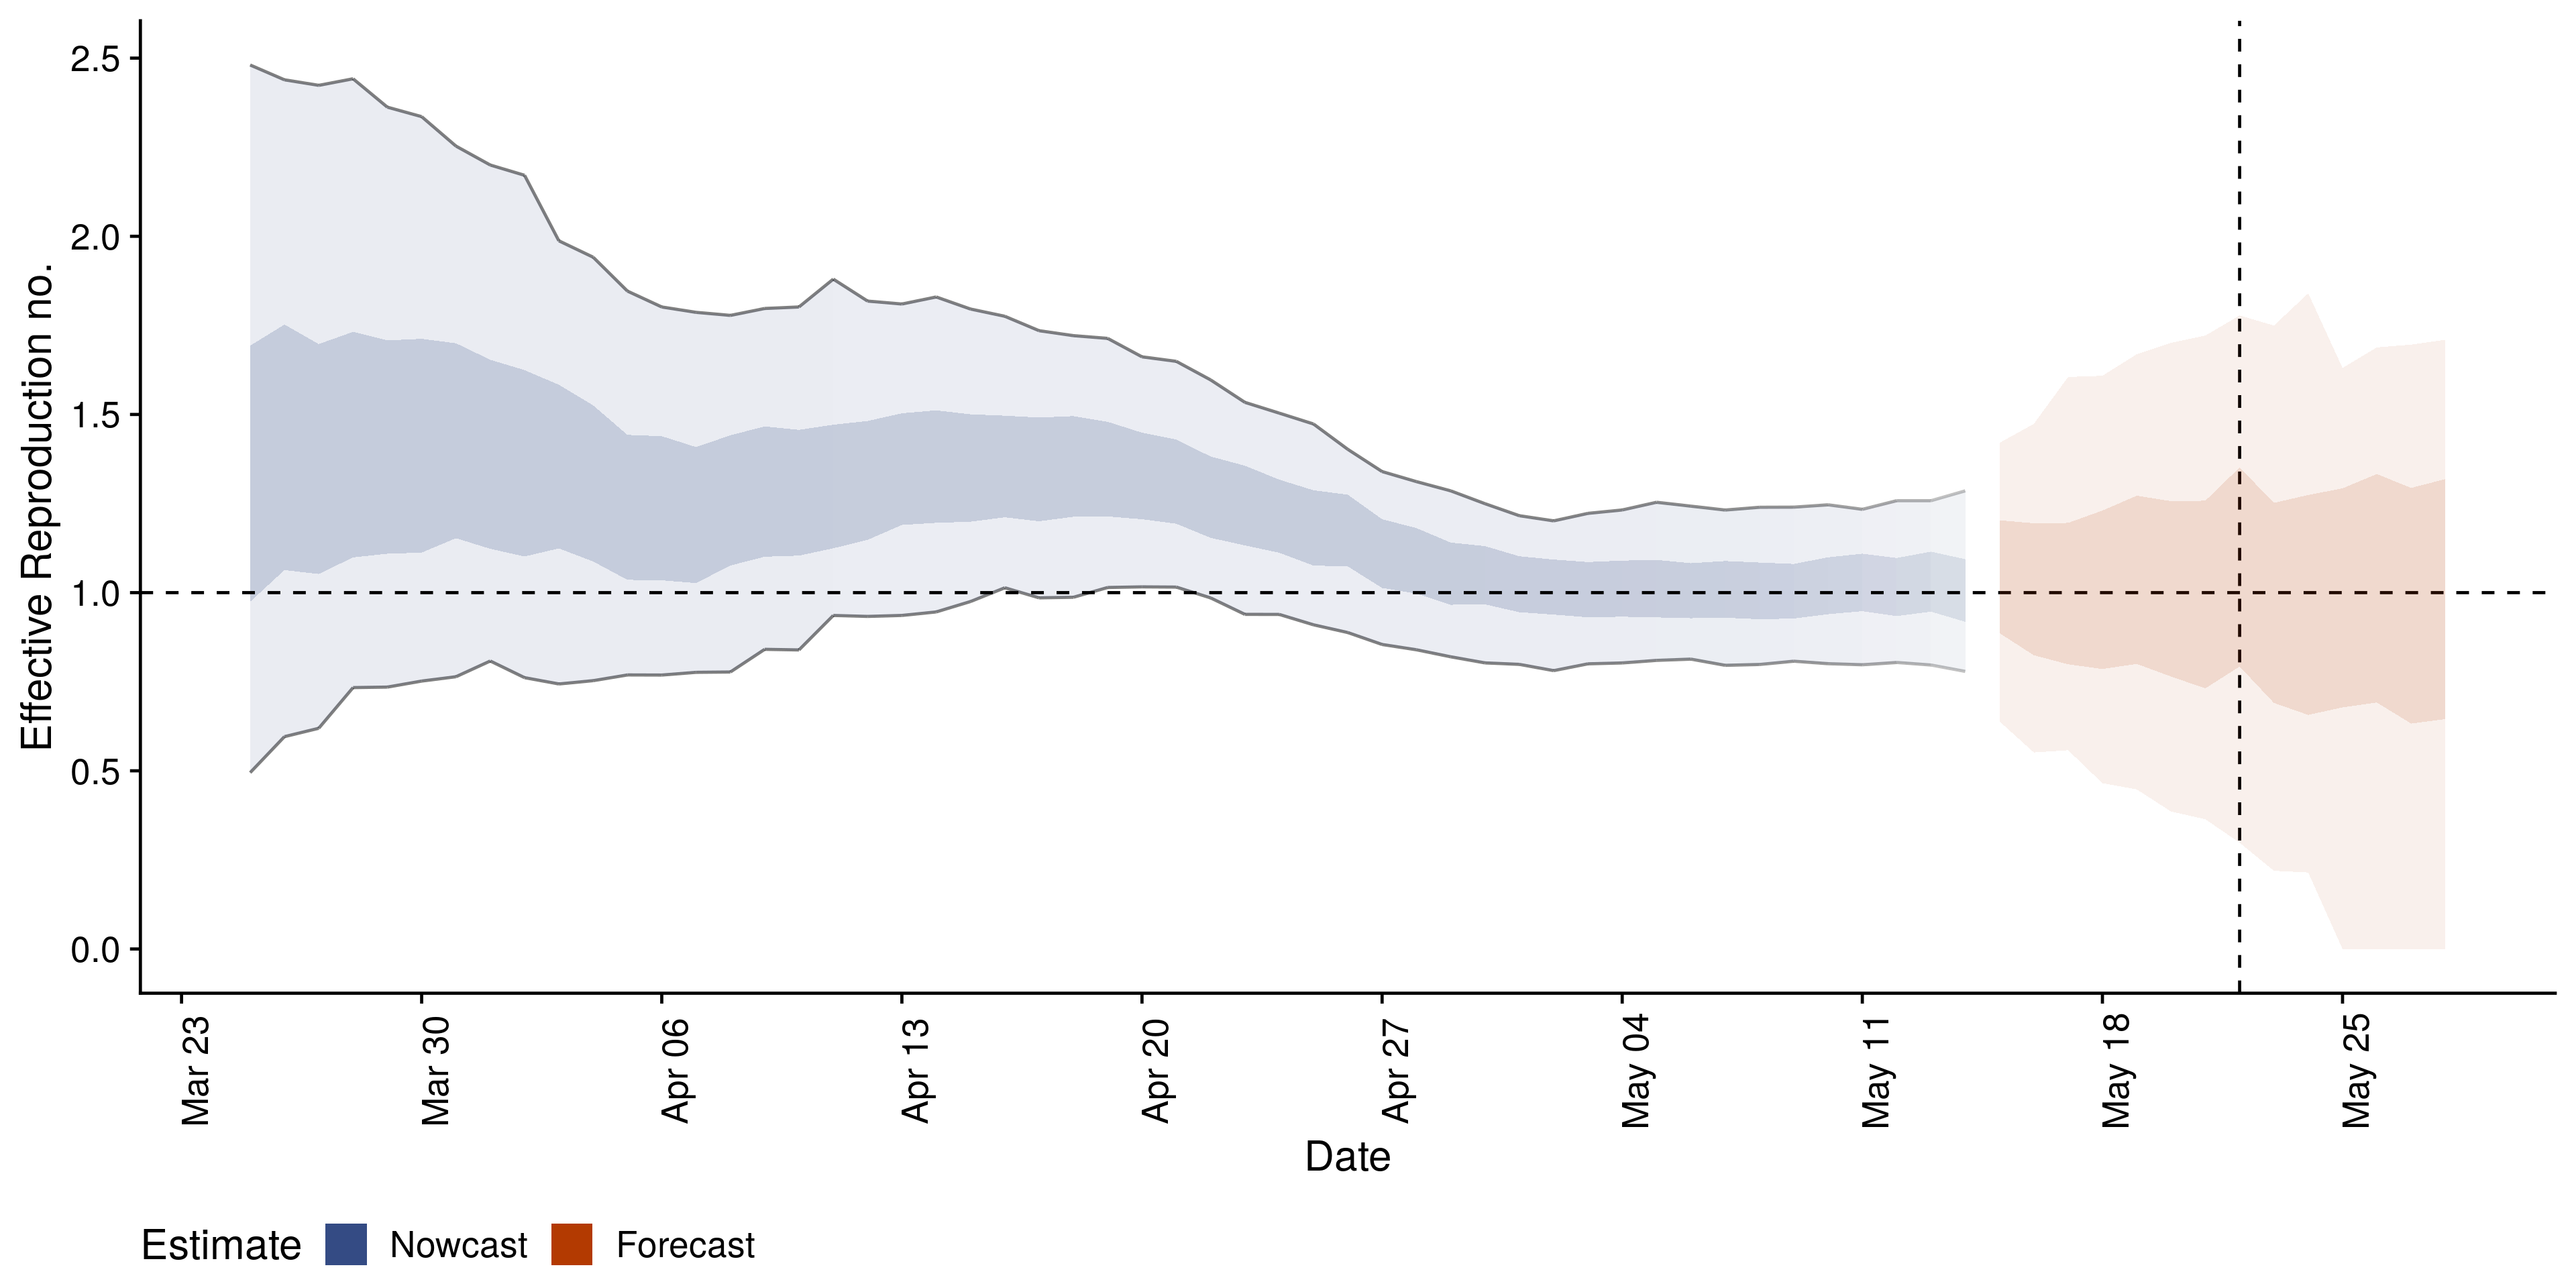 Effective Reproduction no.
2.5
2.0
1.5
1.0
0.5
0.0
Mar 23
Mar 30
Apr 06
Apr 13
Apr 20
Apr 27
May 04
May 11
May 18
May 25
Date
Estimate Nowcast Forecast